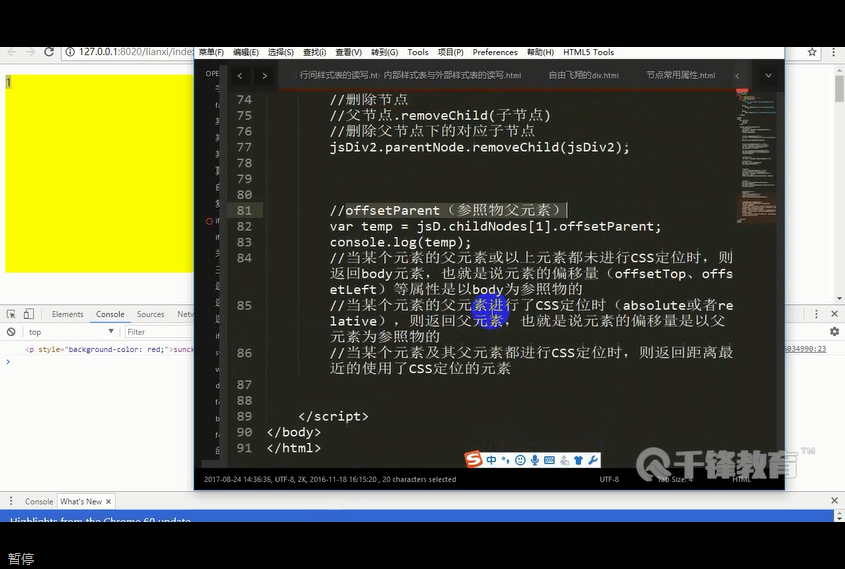 菜单(F) 编辑(E) 选择(S) 查找(i) 查看(V) 转到(G) Tools 项目(P) Preferences 帮助(H) HTML5 Tools
127.0.0.1:8020/lianxi/index
行间样式表的读写.ht 内部样式表与外部样式表的读写.html 自由飞翔的div.html 节点常用属性.html
1
74 //删除节点
75 //父节点.removeChild(子节点)
76 //删除父节点下的对应子节点
77 jsDiv2.parentNode.removeChild(jsDiv2);
78
79
80
81 //offsetParent（参照物父元素）
82 var temp = jsD.childNodes[1].offsetParent;
83 console.log(temp);
84 //当某个元素的父元素或以上元素都未进行CSS定位时，则
返回body元素，也就是说元素的偏移量（offsetTop、offs
etLeft）等属性是以body为参照物的
85 //当某个元素的父元素进行了CSS定位时（absolute或者re
lative），则返回父元素，也就是说元素的偏移量是以父
元素为参照物的
86 //当某个元素及其父元素都进行CSS定位时，则返回距离最
近的使用了CSS定位的元素
87
88
89 </script>
90 </body>
91 </html>
Elements Console Sources Netw
top Filter
<p style="background-color: red;">sunck
5034990:23
中
千锋教育 TM
2017-08-24 14:36:36, UTF-8, 2K, 2016-11-18 16:15:20 , 20 characters selected UTF-8 Tab Size: 4 HTML
Console What's New
Highlights from the Chrome 60 update
暂停